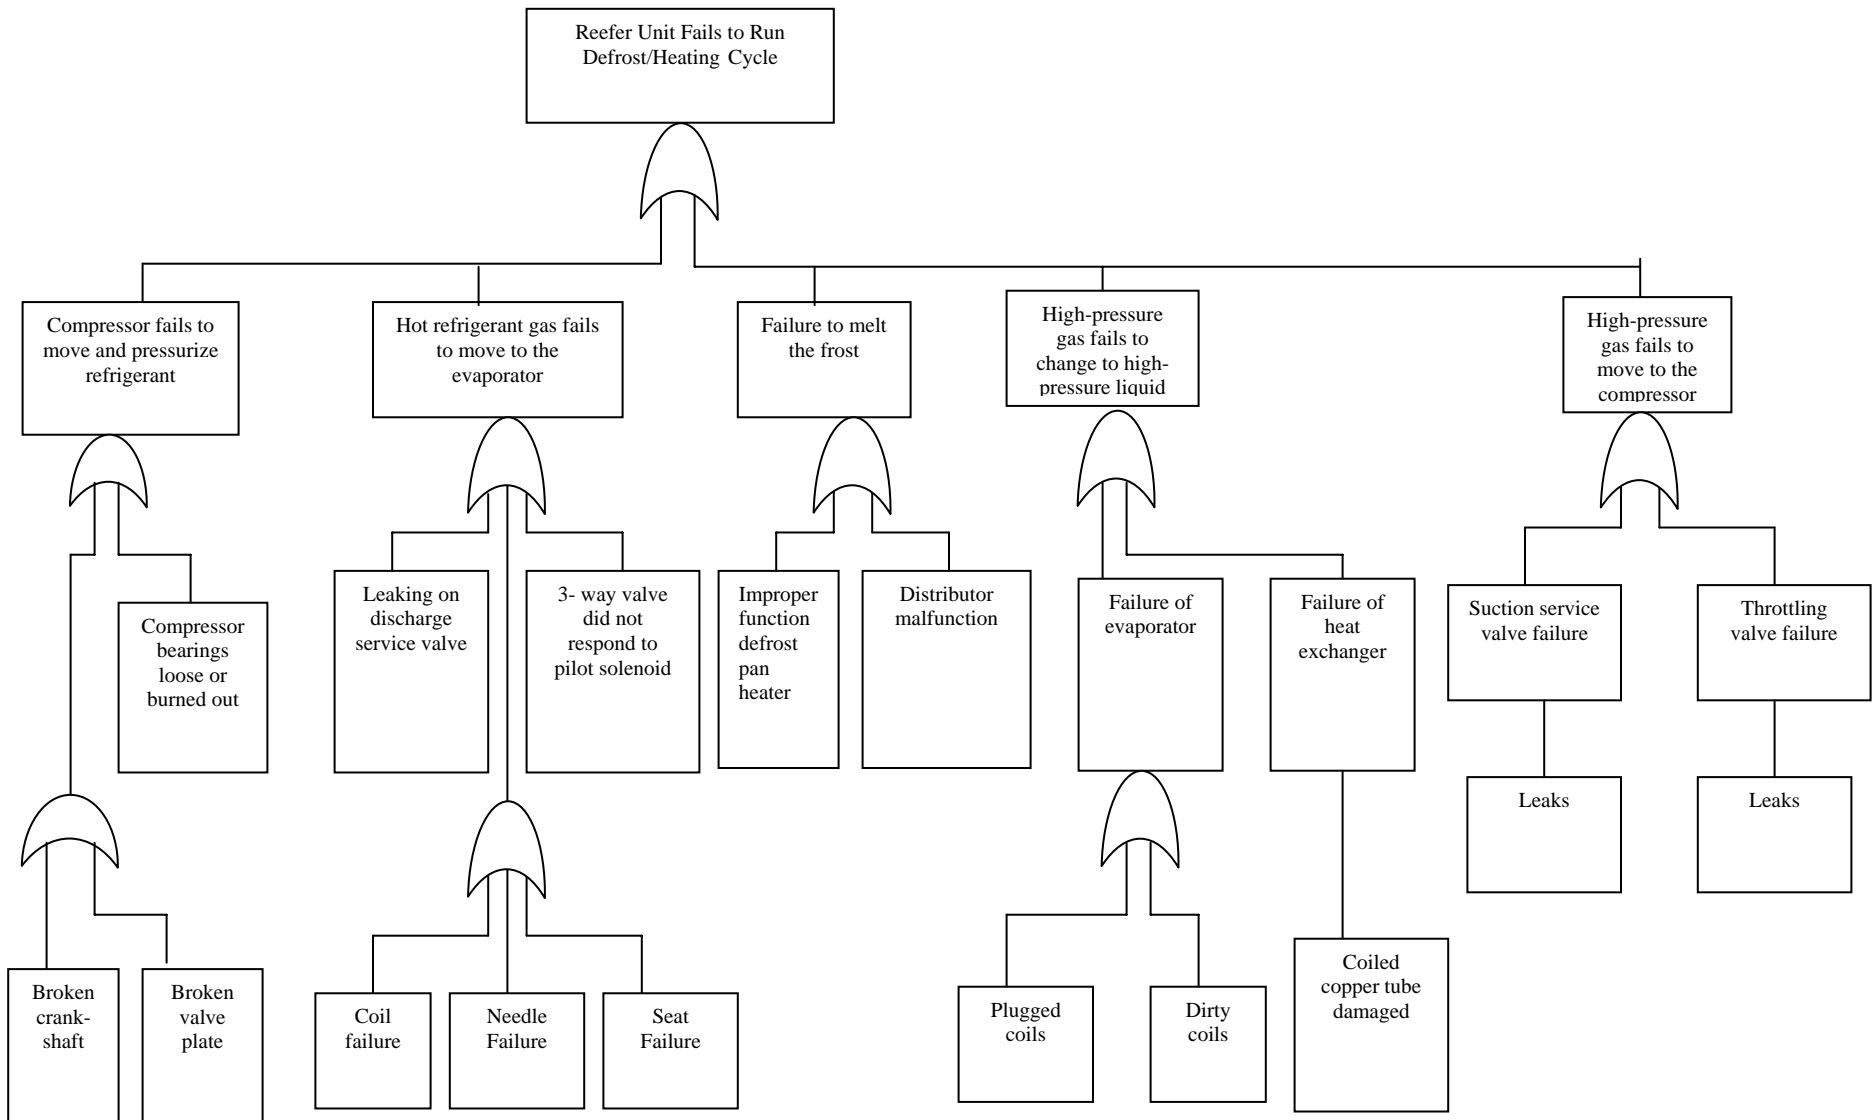 Reefer Unit Fails to Run
Defrost/Heating Cycle
Compressor fails to
move and pressurize
refrigerant
Hot refrigerant gas fails
to move to the
evaporator
Failure to melt
the frost
High-pressure
gas fails to
change to high-
pressure liquid
High-pressure
gas fails to
move to the
compressor
Compressor
bearings
loose or
burned out
Leaking on
discharge
service valve
3- way valve
did not
respond to
pilot solenoid
Improper
function
defrost
pan
heater
Distributor
malfunction
Failure of
evaporator
Failure of
heat
exchanger
Suction service
valve failure
Throttling
valve failure
Leaks
Leaks
Broken
crank-
shaft
Broken
valve
plate
Coil
failure
Needle
Failure
Seat
Failure
Plugged
coils
Dirty
coils
Coiled
copper tube
damaged